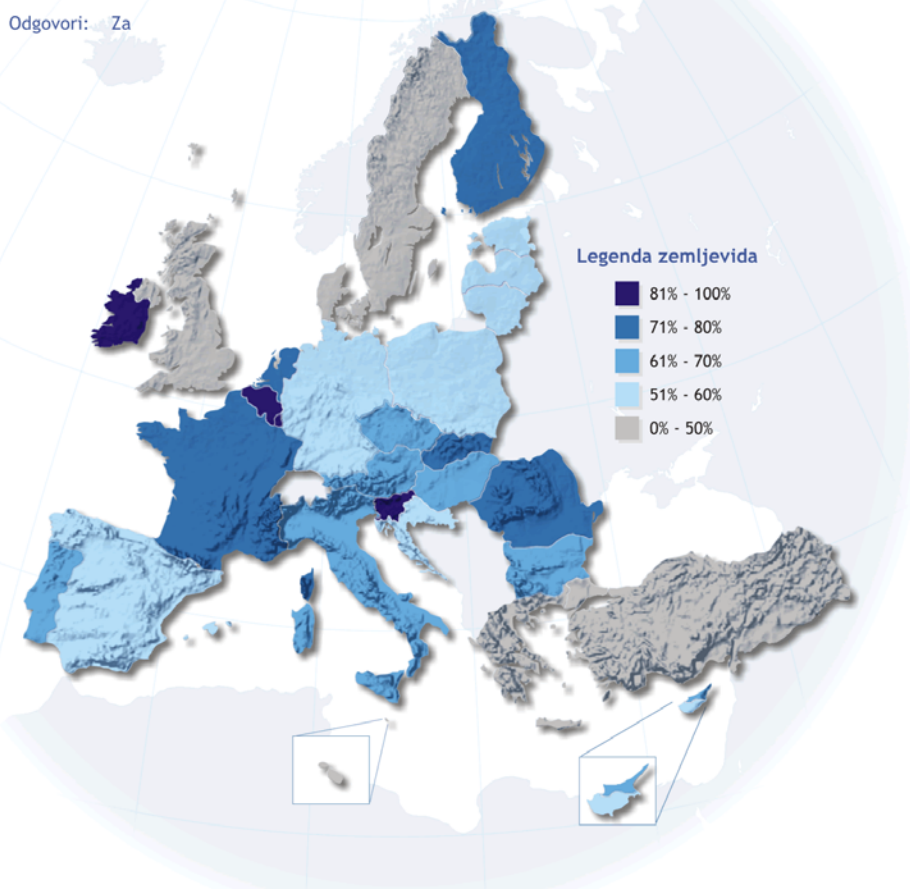 Odgovori: Za
Legenda zemljevida
81% - 100%
71% - 80%
61% - 70%
51% - 60%
0% - 50%